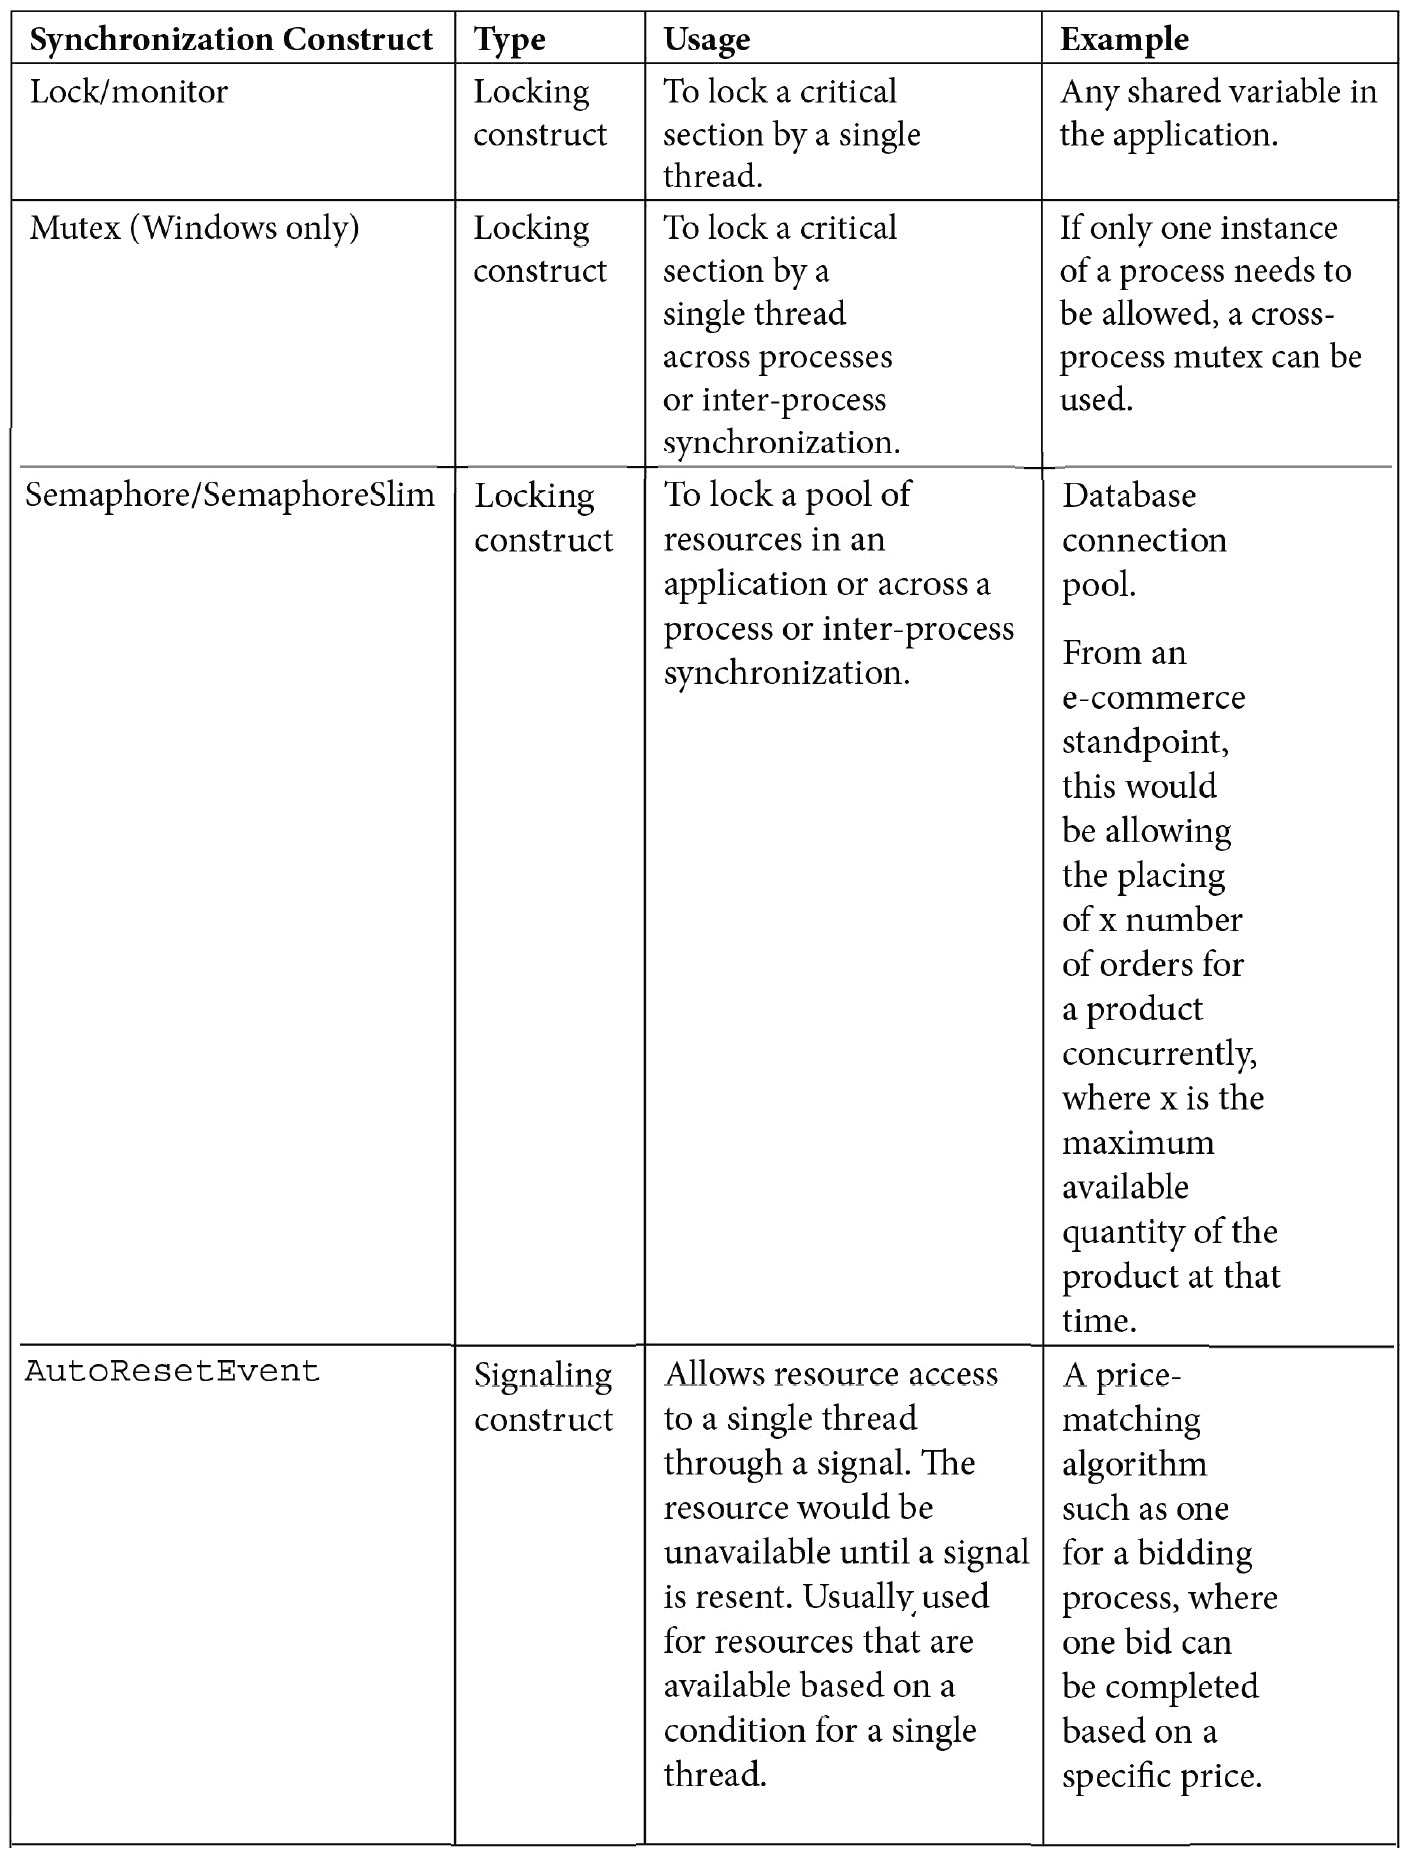 Synchronization Construct
Type
Usage
Example
Lock/monitor
Locking
construct
To lock a critical
section by a single
thread.
Any shared variable in
the application.
Mutex (Windows only)
Locking
construct
To lock a critical
section by a
single thread
across processes
or inter-process
synchronization.
If only one instance
of a process needs to
be allowed, a cross-
process mutex can be
used.
Semaphore/SemaphoreSlim
Locking
construct
To lock a pool of
resources in an
application or across a
process or inter-process
synchronization.
Database
connection
pool.
From an
e-commerce
standpoint,
this would
be allowing
the placing
of x number
of orders for
a product
concurrently,
where x is the
maximum
available
quantity of the
product at that
time.
AutoResetEvent
Signaling
construct
Allows resource access
to a single thread
through a signal. The
resource would be
unavailable until a signal
is resent. Usually used
for resources that are
available based on a
condition for a single
thread.
A price-
matching
algorithm
such as one
for a bidding
process, where
one bid can
be completed
based on a
specific price.